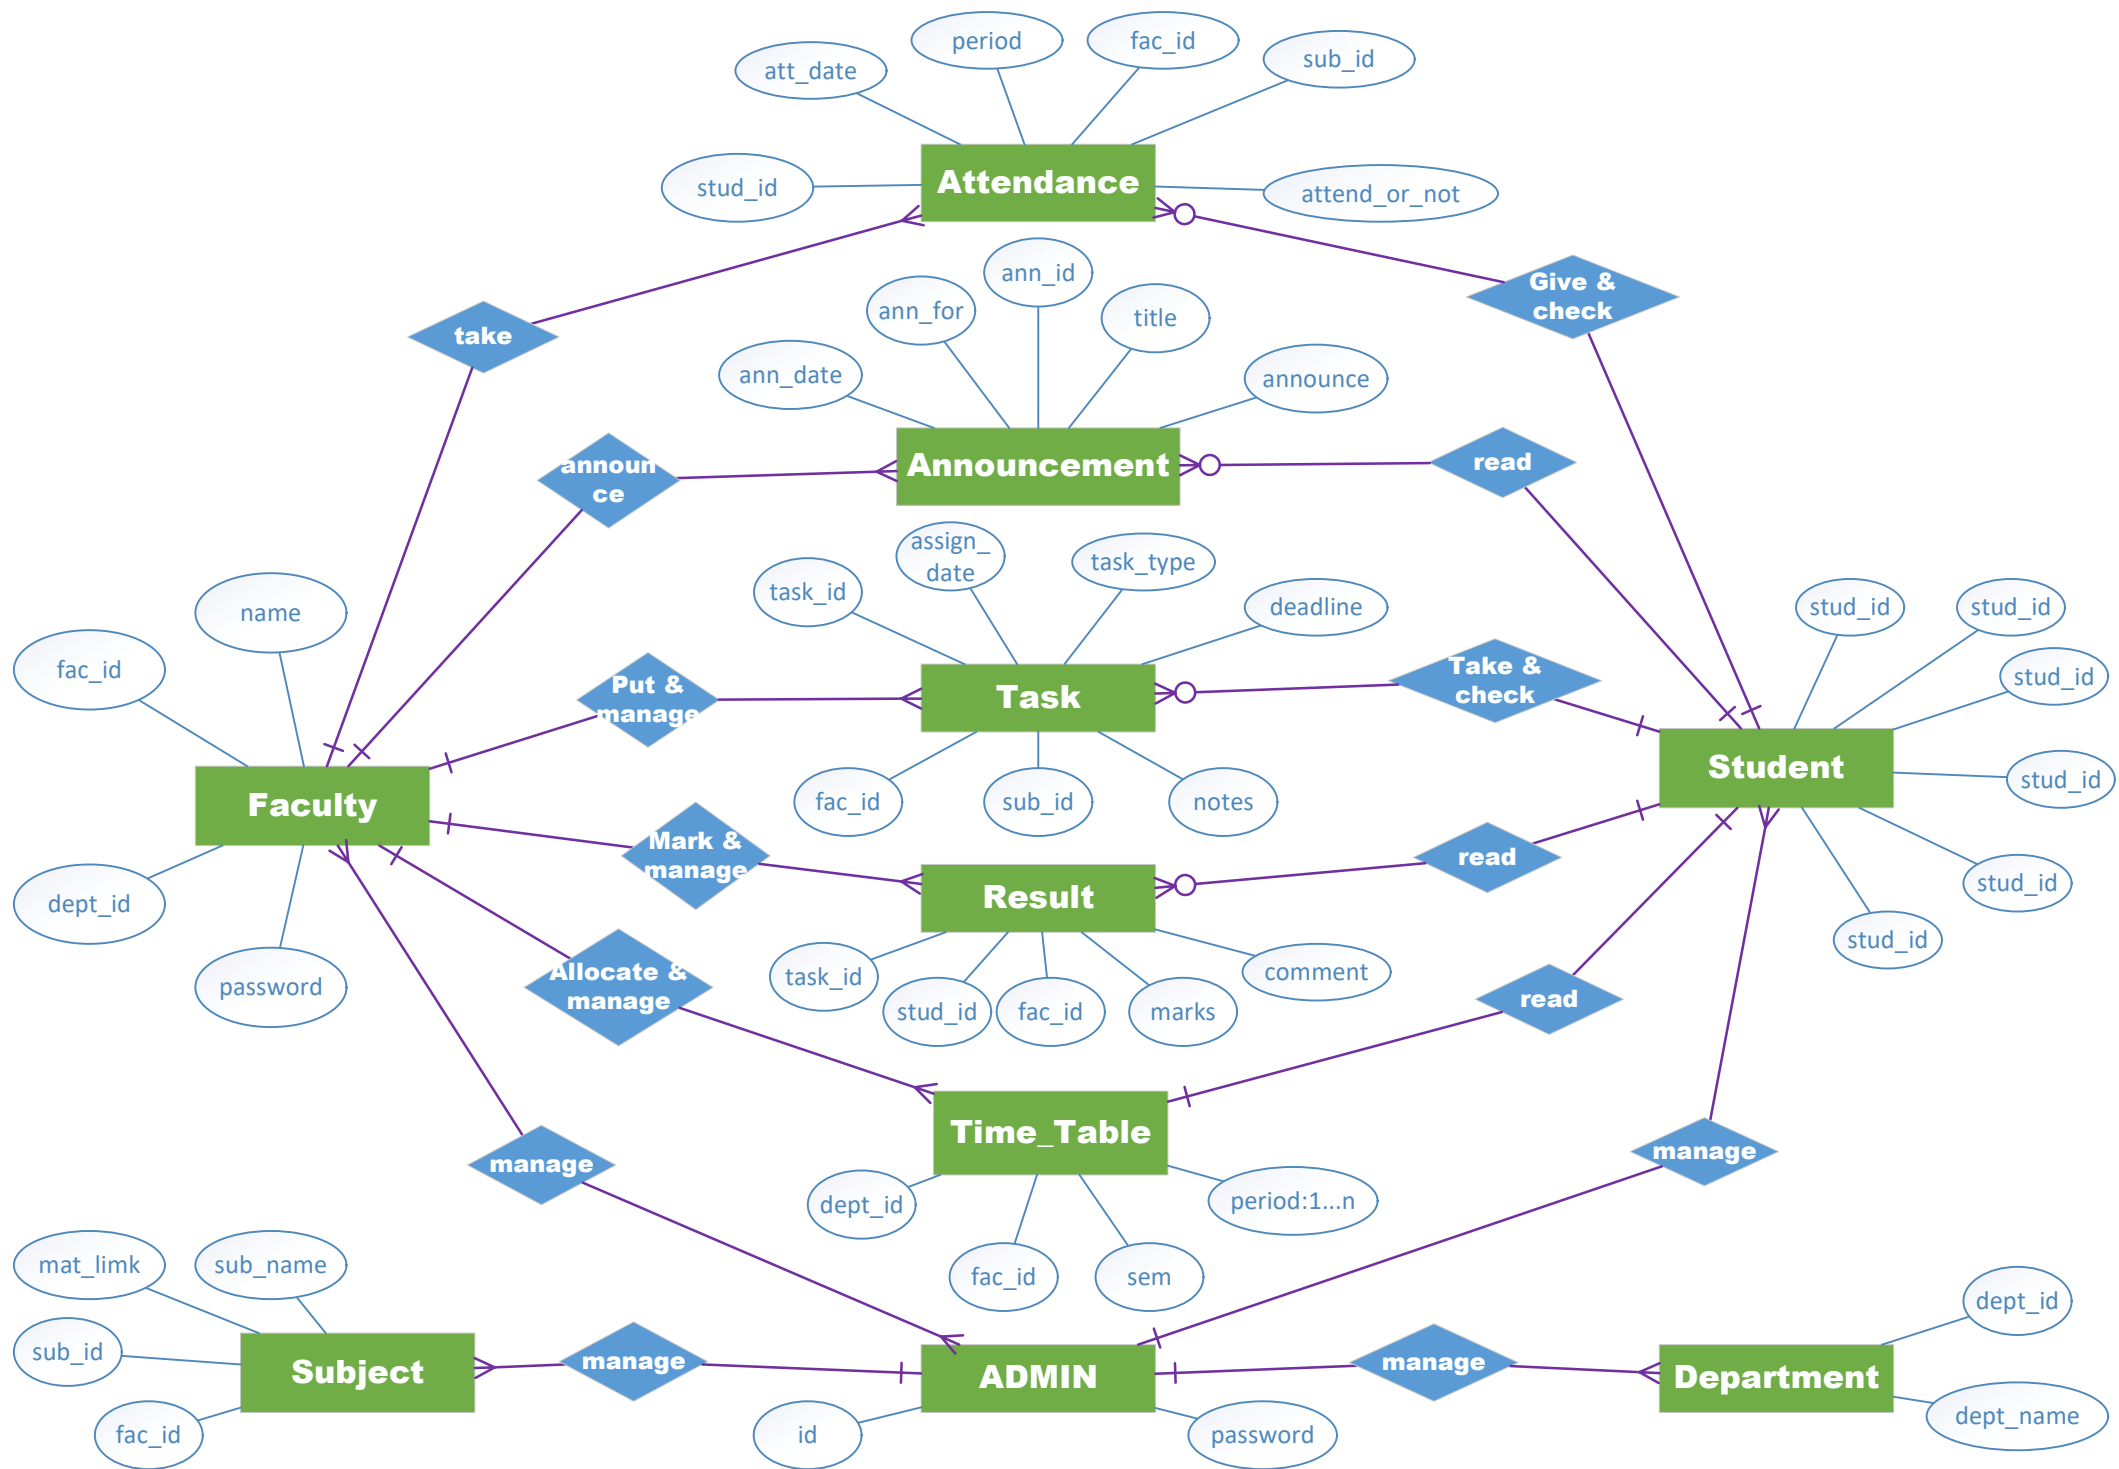 period
fac_id
sub_id
att_date
Attendance
stud_id
attend_or_not
ann_id
Give &
check
ann_for
title
take
ann_date
announce
announ
ce
Announcement
read
assign_
date
task_type
task_id
deadline
name
stud_id
stud_id
fac_id
Put &
manage
Task
Take &
check
stud_id
Faculty
fac_id
sub_id
notes
Student
stud_id
Mark &
manage
Result
read
dept_id
stud_id
stud_id
password
Allocate &
manage
task_id
stud_id
fac_id
marks
comment
read
Time_Table
manage
manage
dept_id
period:1...n
fac_id
sem
mat_limk
sub_name
dept_id
sub_id
Subject
manage
ADMIN
manage
Department
fac_id
id
password
dept_name